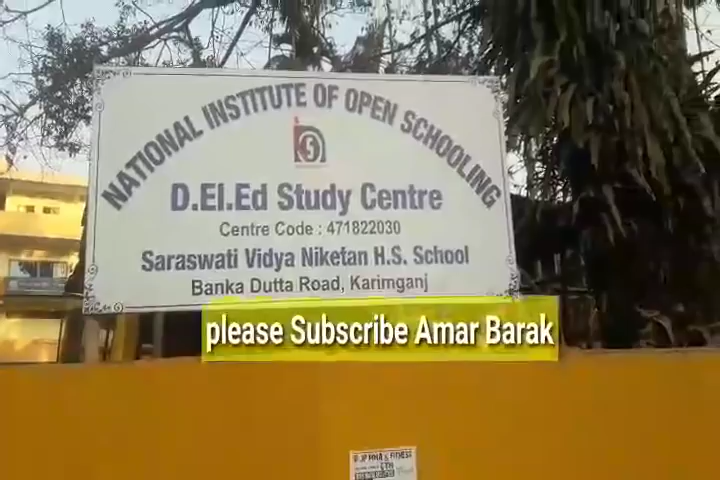 NATIONAL INSTITUTE OF OPEN SCHOOLING
D.El.Ed Study Centre
Centre Code : 471822030
Saraswati Vidya Niketan H.S. School
Banka Dutta Road, Karimganj
please Subscribe Amar Barak
FITNESS